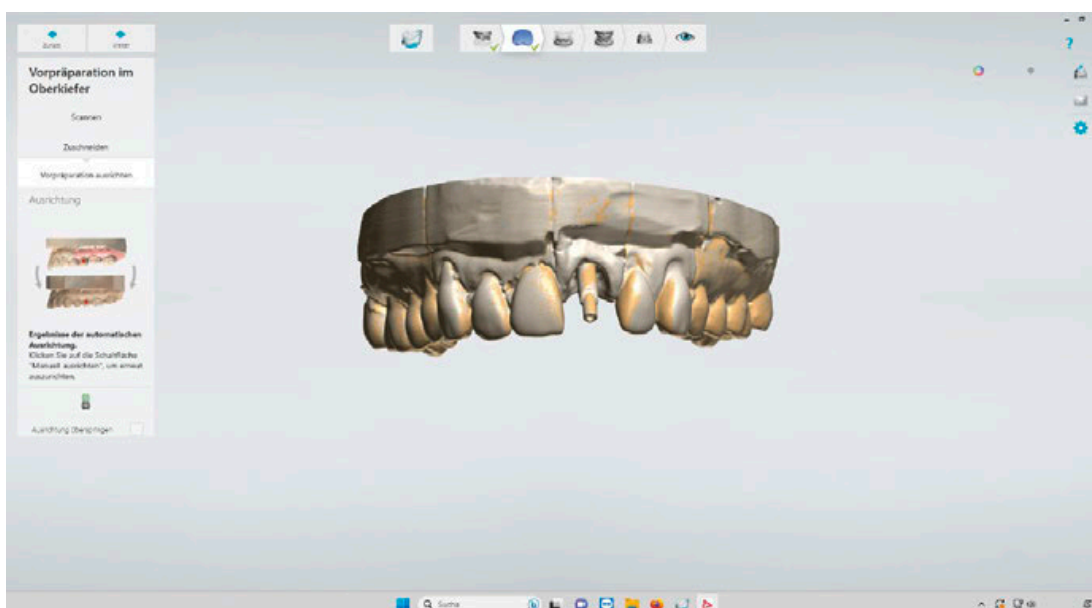 Zurück
Weiter
Vorpräparation im
Oberkiefer
Scannen
Zuschneiden
Vorpräparation ausrichten
Ausrichtung
Ergebnisse der automatischen
Ausrichtung.
Klicken Sie auf die Schaltfläche
"Manuell ausrichten", um erneut
auszurichten.
Ausrichtung überspringen
?
Suche